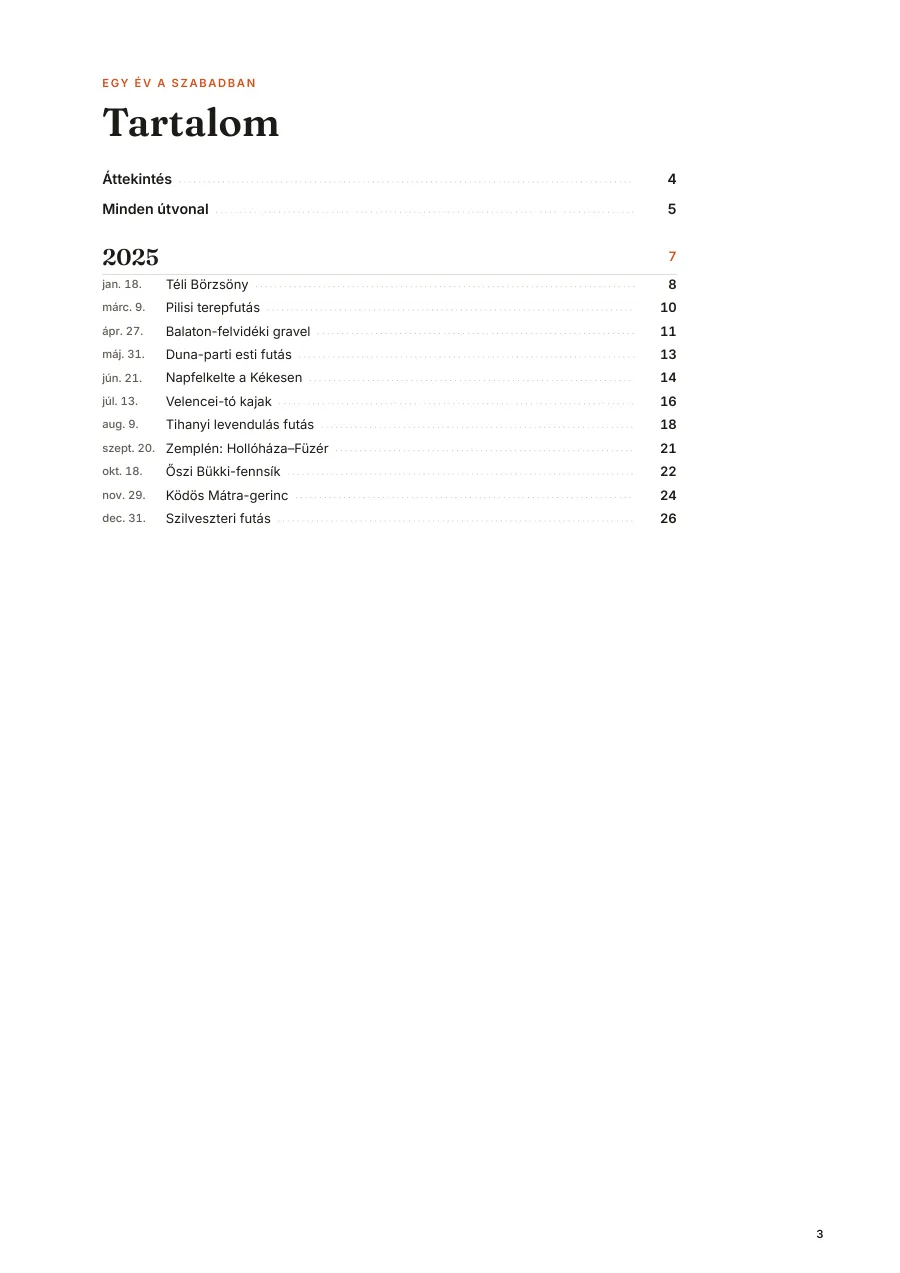 EGY ÉV A SZABADBAN
Tartalom
Áttekintés 4
Minden útvonal 5
2025 7
jan. 18. Téli Börzsöny 8
márc. 9. Pilisi terepfutás 10
ápr. 27. Balaton-felvidéki gravel 11
máj. 31. Duna-parti esti futás 13
jún. 21. Napfelkelte a Kékesen 14
júl. 13. Velencei-tó kajak 16
aug. 9. Tihanyi levendulás futás 18
szept. 20. Zemplén: Hollóháza–Füzér 21
okt. 18. Őszi Bükki-fennsík 22
nov. 29. Ködös Mátra-gerinc 24
dec. 31. Szilveszteri futás 26
3